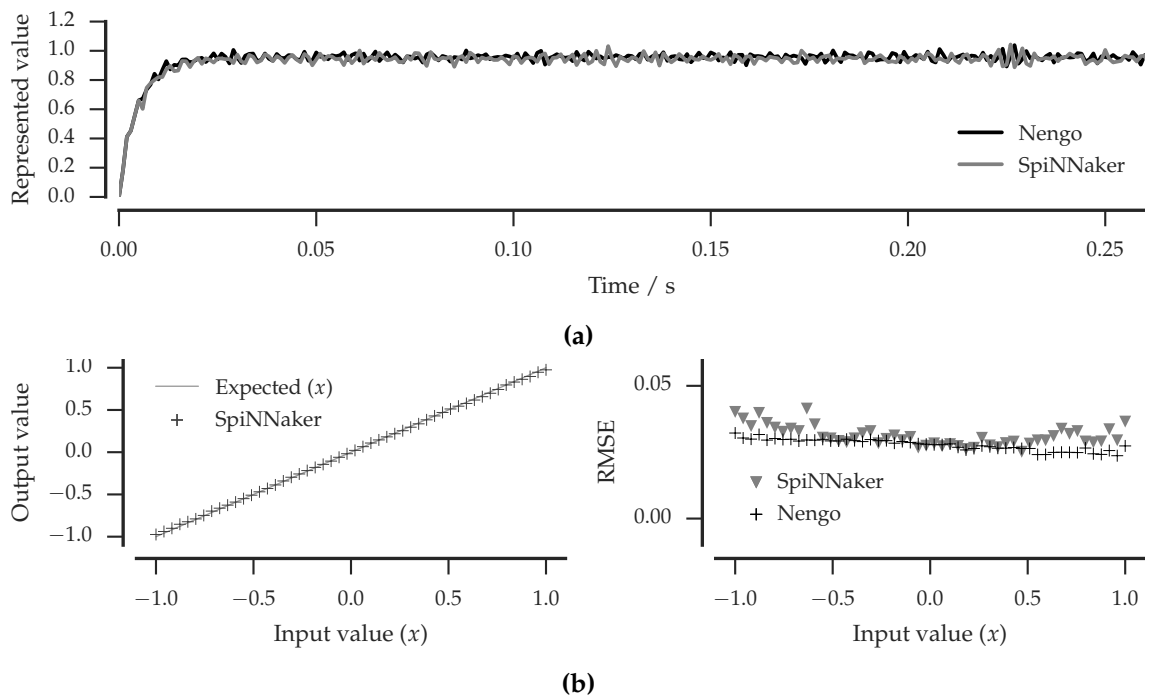 1.2
1.0
0.8
0.6
0.4
0.2
0.0
Represented value
Nengo
SpiNNaker
0.00 0.05 0.10 0.15 0.20 0.25
Time / s
(a)
1.0
0.5
0.0
−0.5
−1.0
Output value
Expected (x)
SpiNNaker
−1.0 −0.5 0.0 0.5 1.0
Input value (x)
0.05
0.00
RMSE
SpiNNaker
Nengo
−1.0 −0.5 0.0 0.5 1.0
Input value (x)
(b)